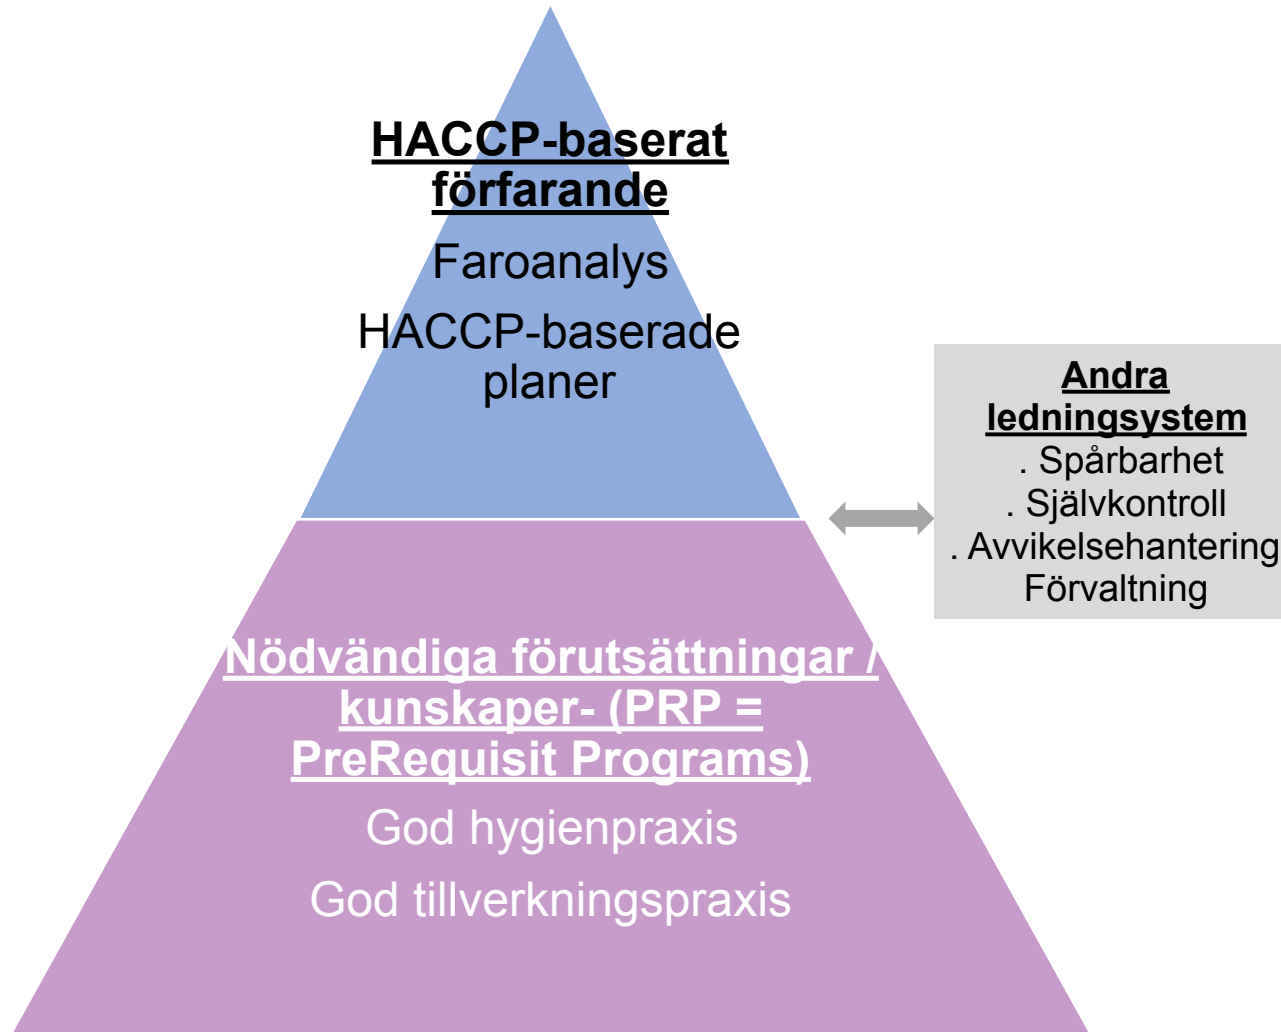 HACCP-baserat
förfarande
Faroanalys
HACCP-baserade
planer
Andra
ledningsystem
. Spårbarhet
. Självkontroll
. Avvikelsehantering
Förvaltning
Nödvändiga förutsättningar /
kunskaper- (PRP =
PreRequisit Programs)
God hygienpraxis
God tillverkningspraxis